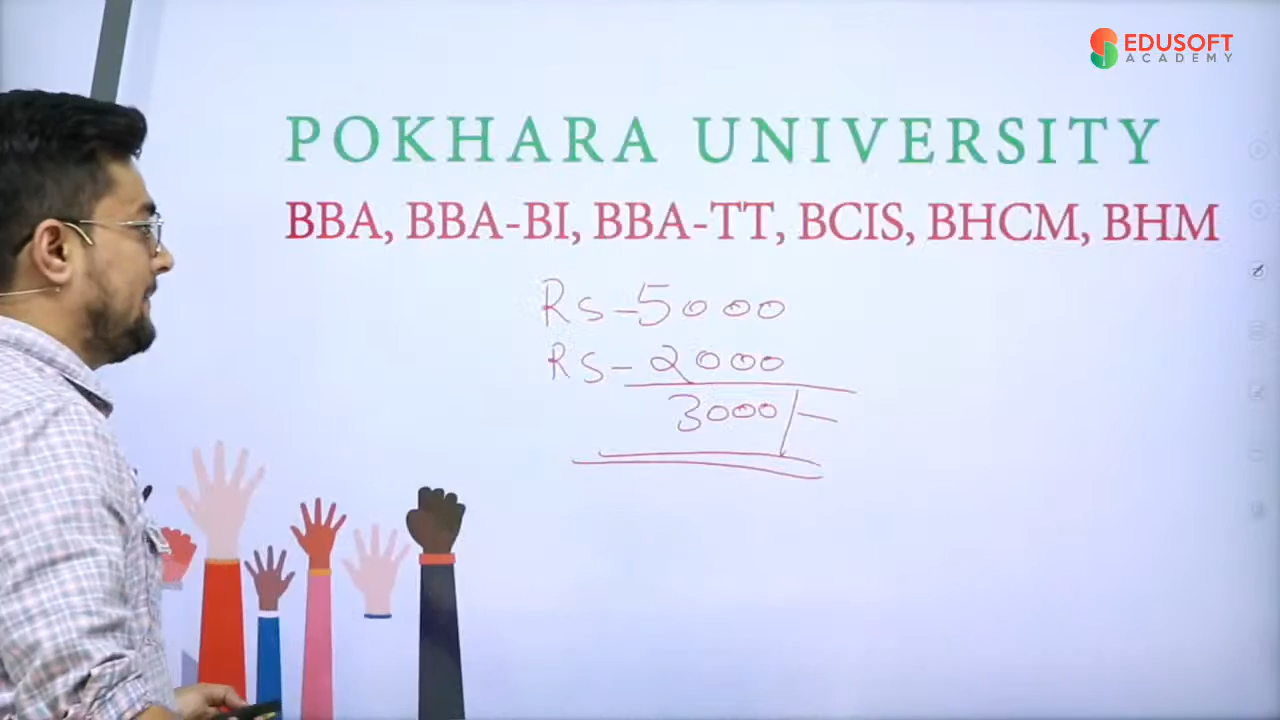 EDUSOFT
ACADEMY
POKHARA UNIVERSITY
BBA, BBA-BI, BBA-TT, BCIS, BHCM, BHM
Rs-5000
Rs-2000
3000/-